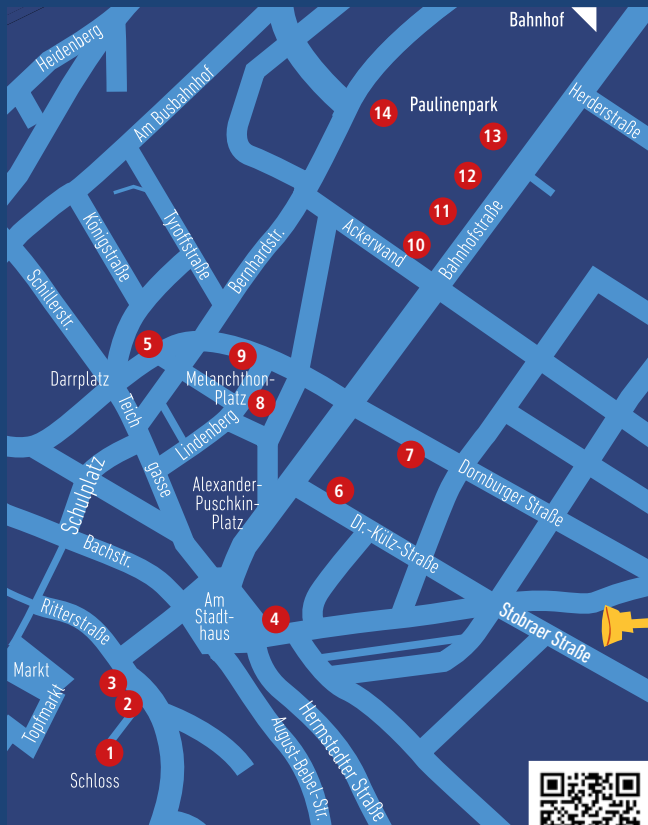 Bahnhof
Heidenberg
Am Busbahnhof
Paulinenpark
14
13
Herderstraße
12
11
10
Ackerwand
Bahnhofstraße
Königstraße
Tyroffstraße
Bernhardstr.
Schillerstr.
5
9
Darrplatz
Melanchthon-
Platz
8
Teich
gasse
Lindenberg
7
Dornburger Straße
Schulplatz
Alexander-
Puschkin-
Platz
6
Dr.-Külz-Straße
Bachstr.
Am
Stadt-
haus
4
Stobraer Straße
Ritterstraße
Markt
3
2
Topfmarkt
1
Schloss
August-Bebel-Str.
Hermstedter Straße